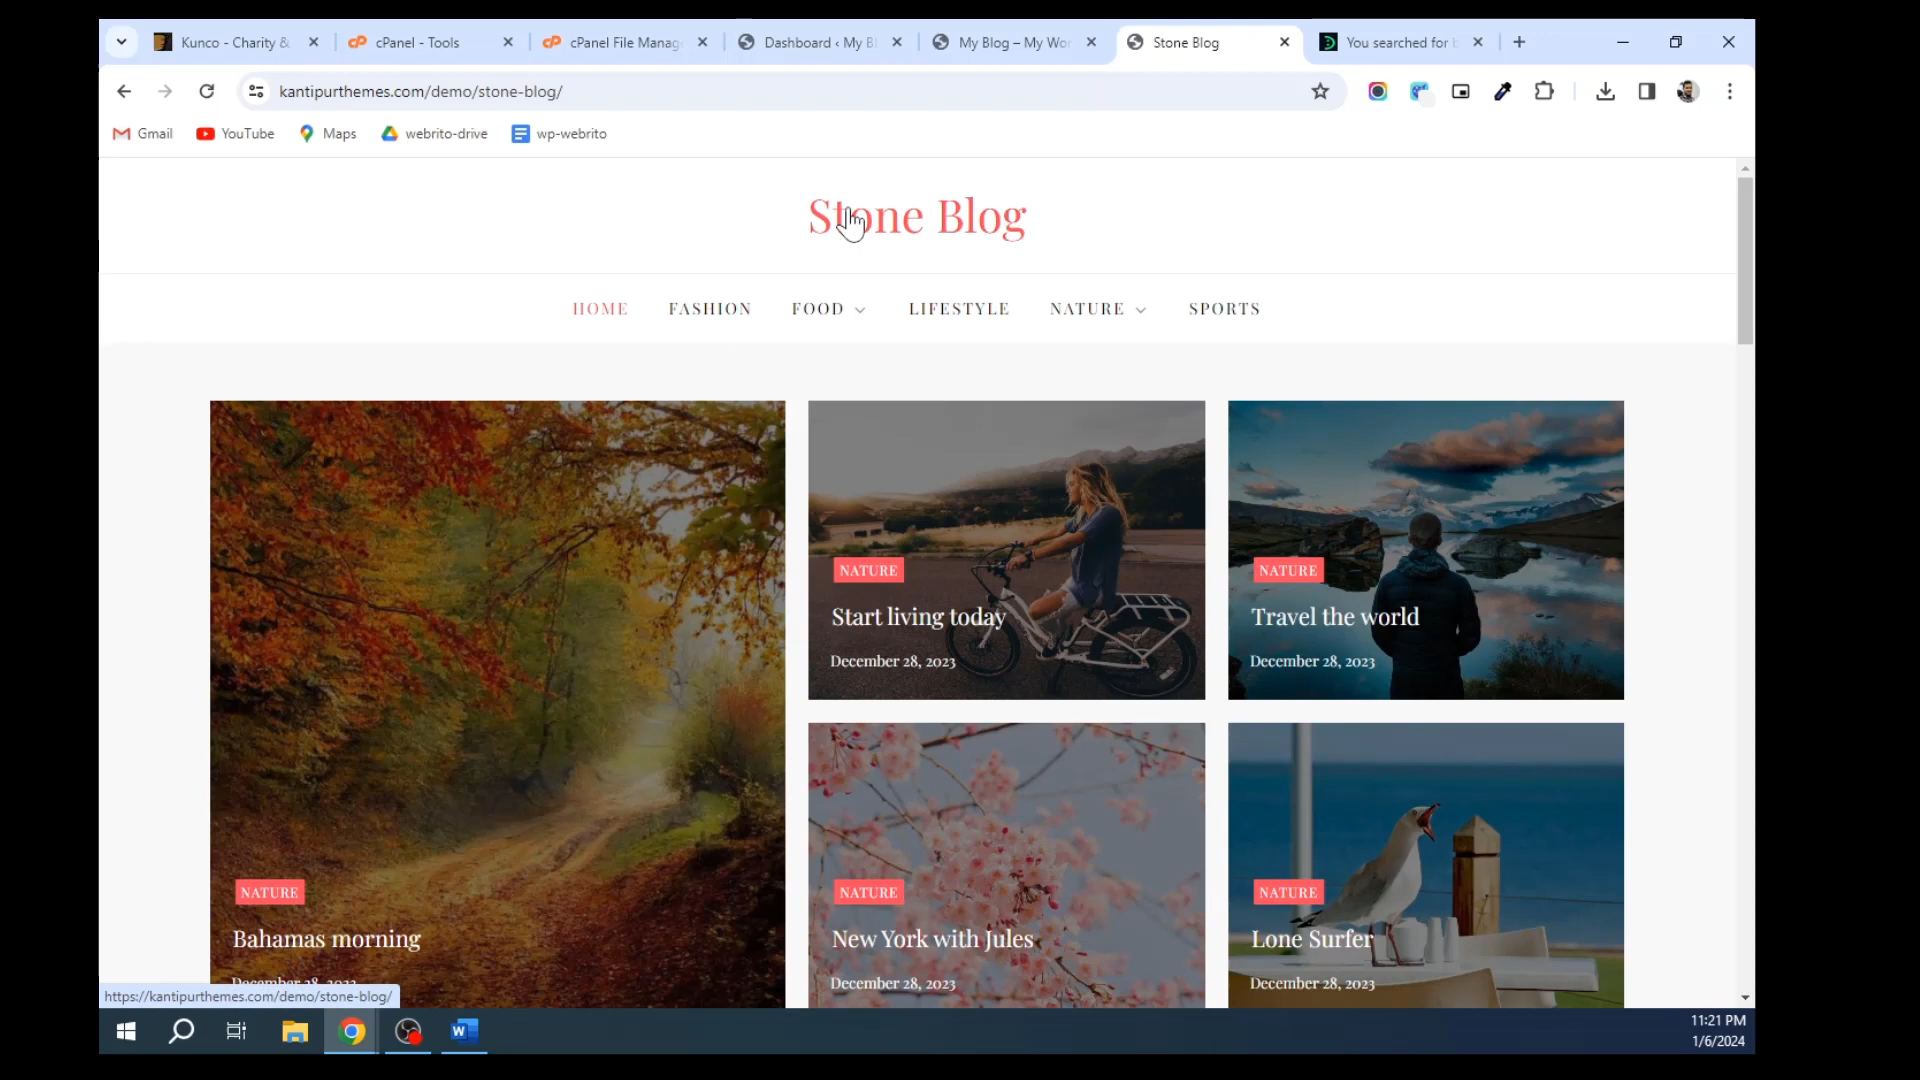 Kunco - Charity &
cPanel - Tools
cPanel File Manag
Dashboard ‹ My Bl
My Blog – My Wor
Stone Blog
You searched for b
kantipurthemes.com/demo/stone-blog/
Gmail
YouTube
Maps
webrito-drive
wp-webrito
Stone Blog
HOME
FASHION
FOOD
LIFESTYLE
NATURE
SPORTS
NATURE
Start living today
December 28, 2023
NATURE
Travel the world
December 28, 2023
NATURE
Bahamas morning
December 28, 2023
NATURE
New York with Jules
December 28, 2023
NATURE
Lone Surfer
December 28, 2023
https://kantipurthemes.com/demo/stone-blog/
11:21 PM
1/6/2024